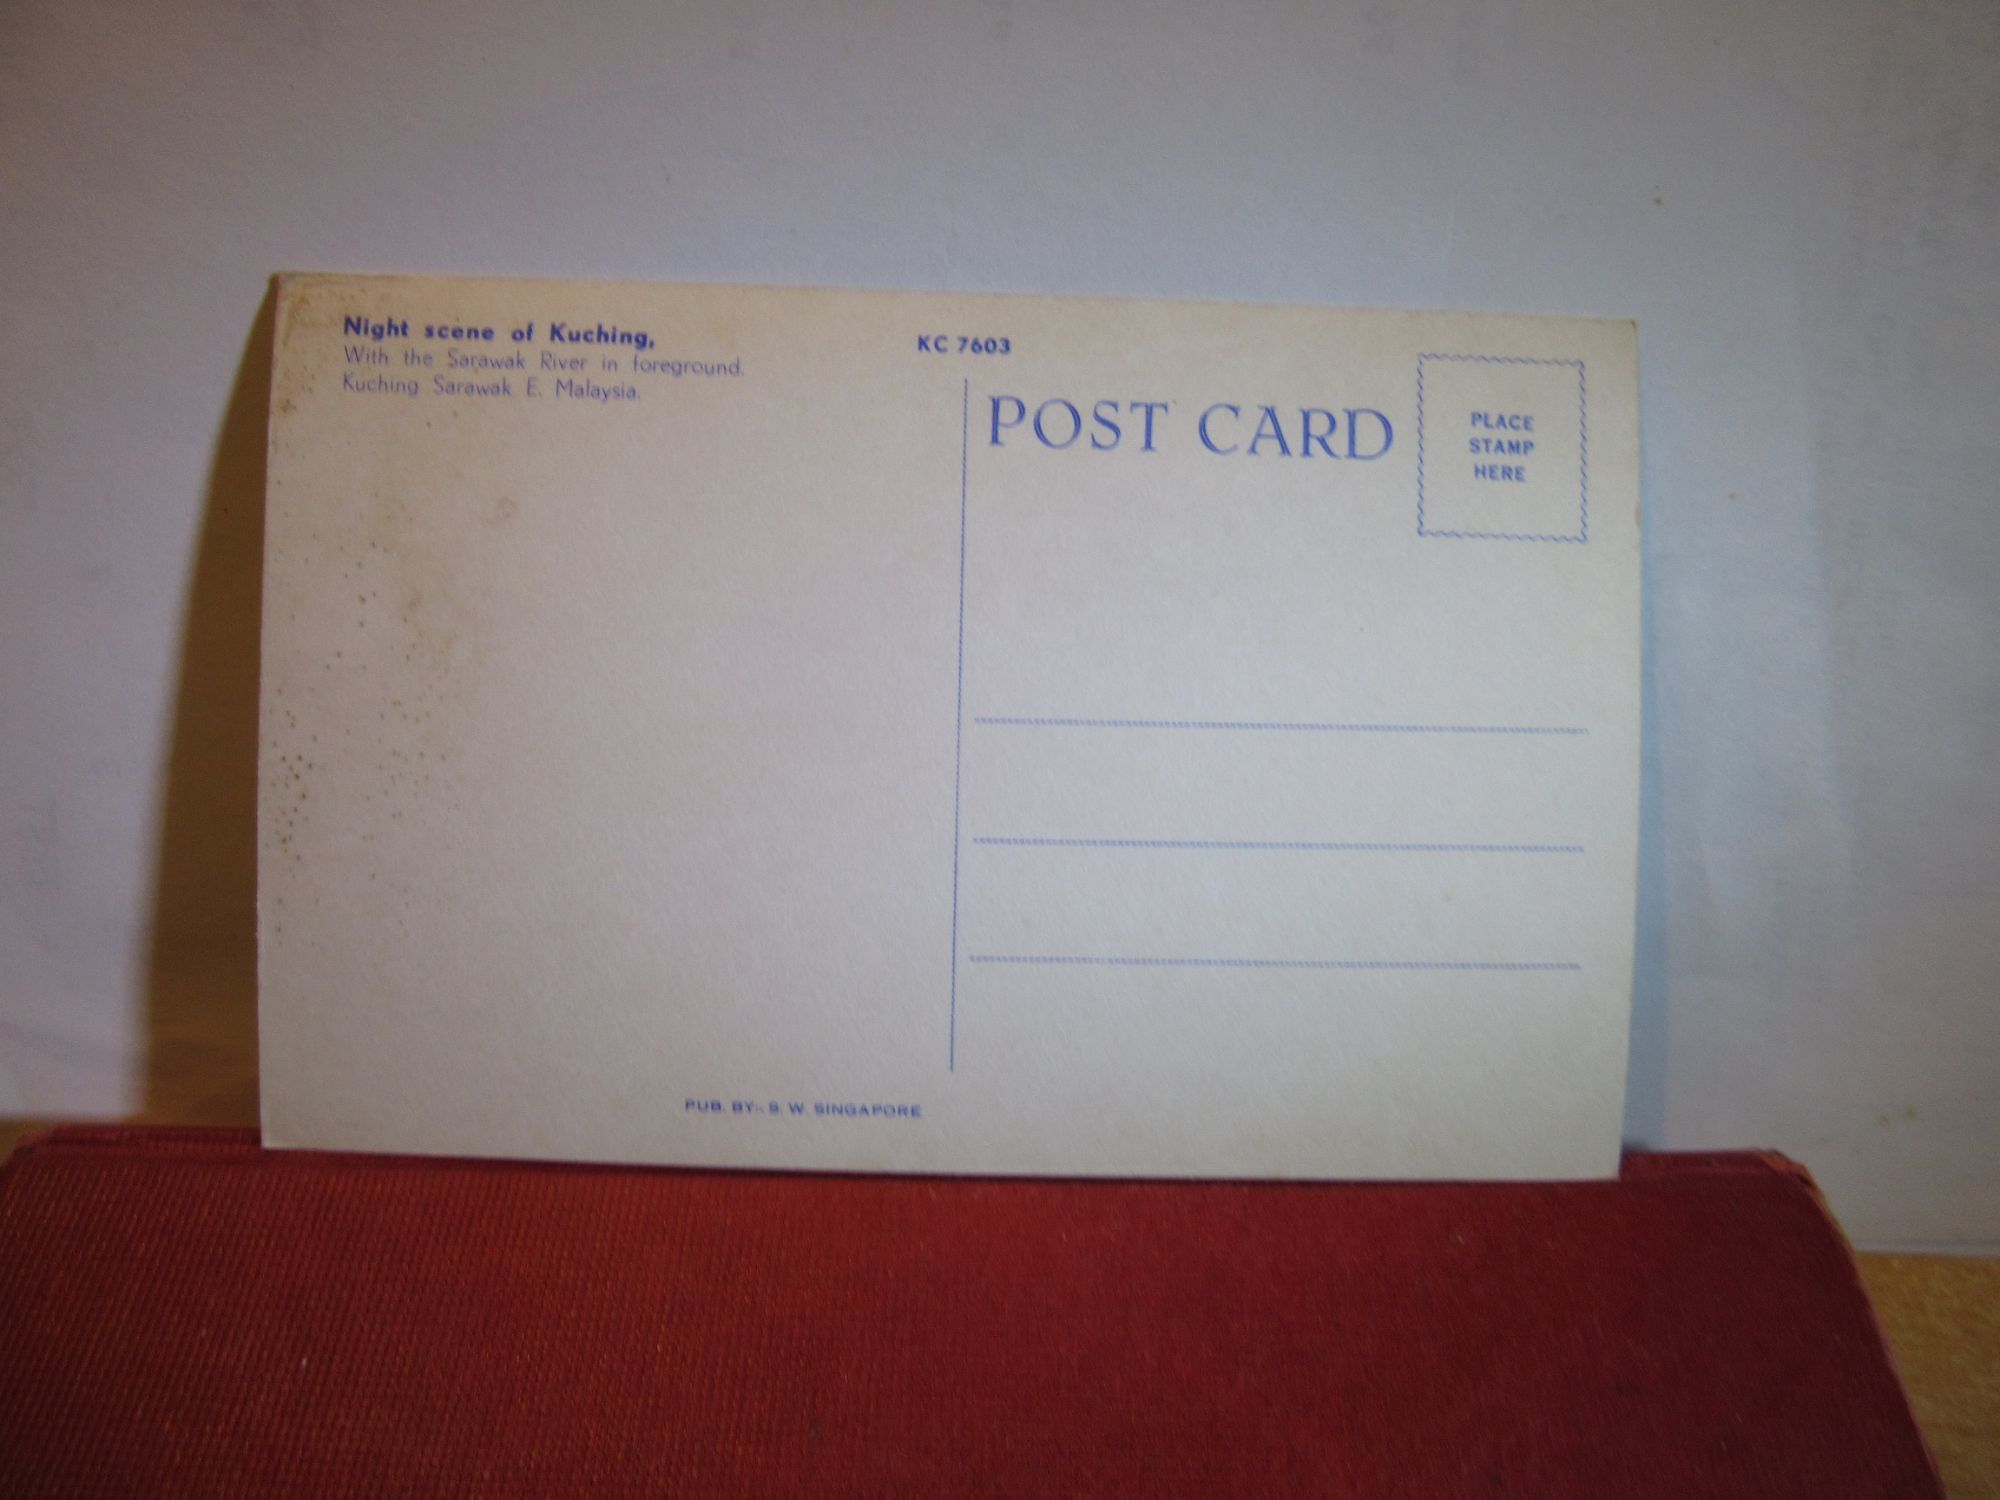 Night scene of Kuching,
With the Sarawak River in foreground.
Kuching Sarawak E. Malaysia.
KC 7603
POST CARD
PLACE
STAMP
HERE
PUB. BY:- S. W. SINGAPORE